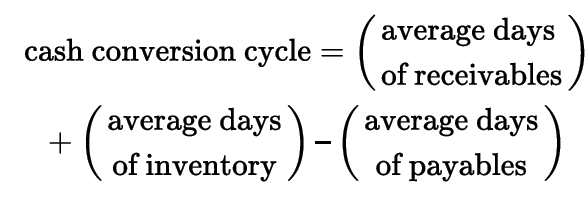 cash conversion cycle = (average days
of receivables)
+ (average days
of inventory) – (average days
of payables)